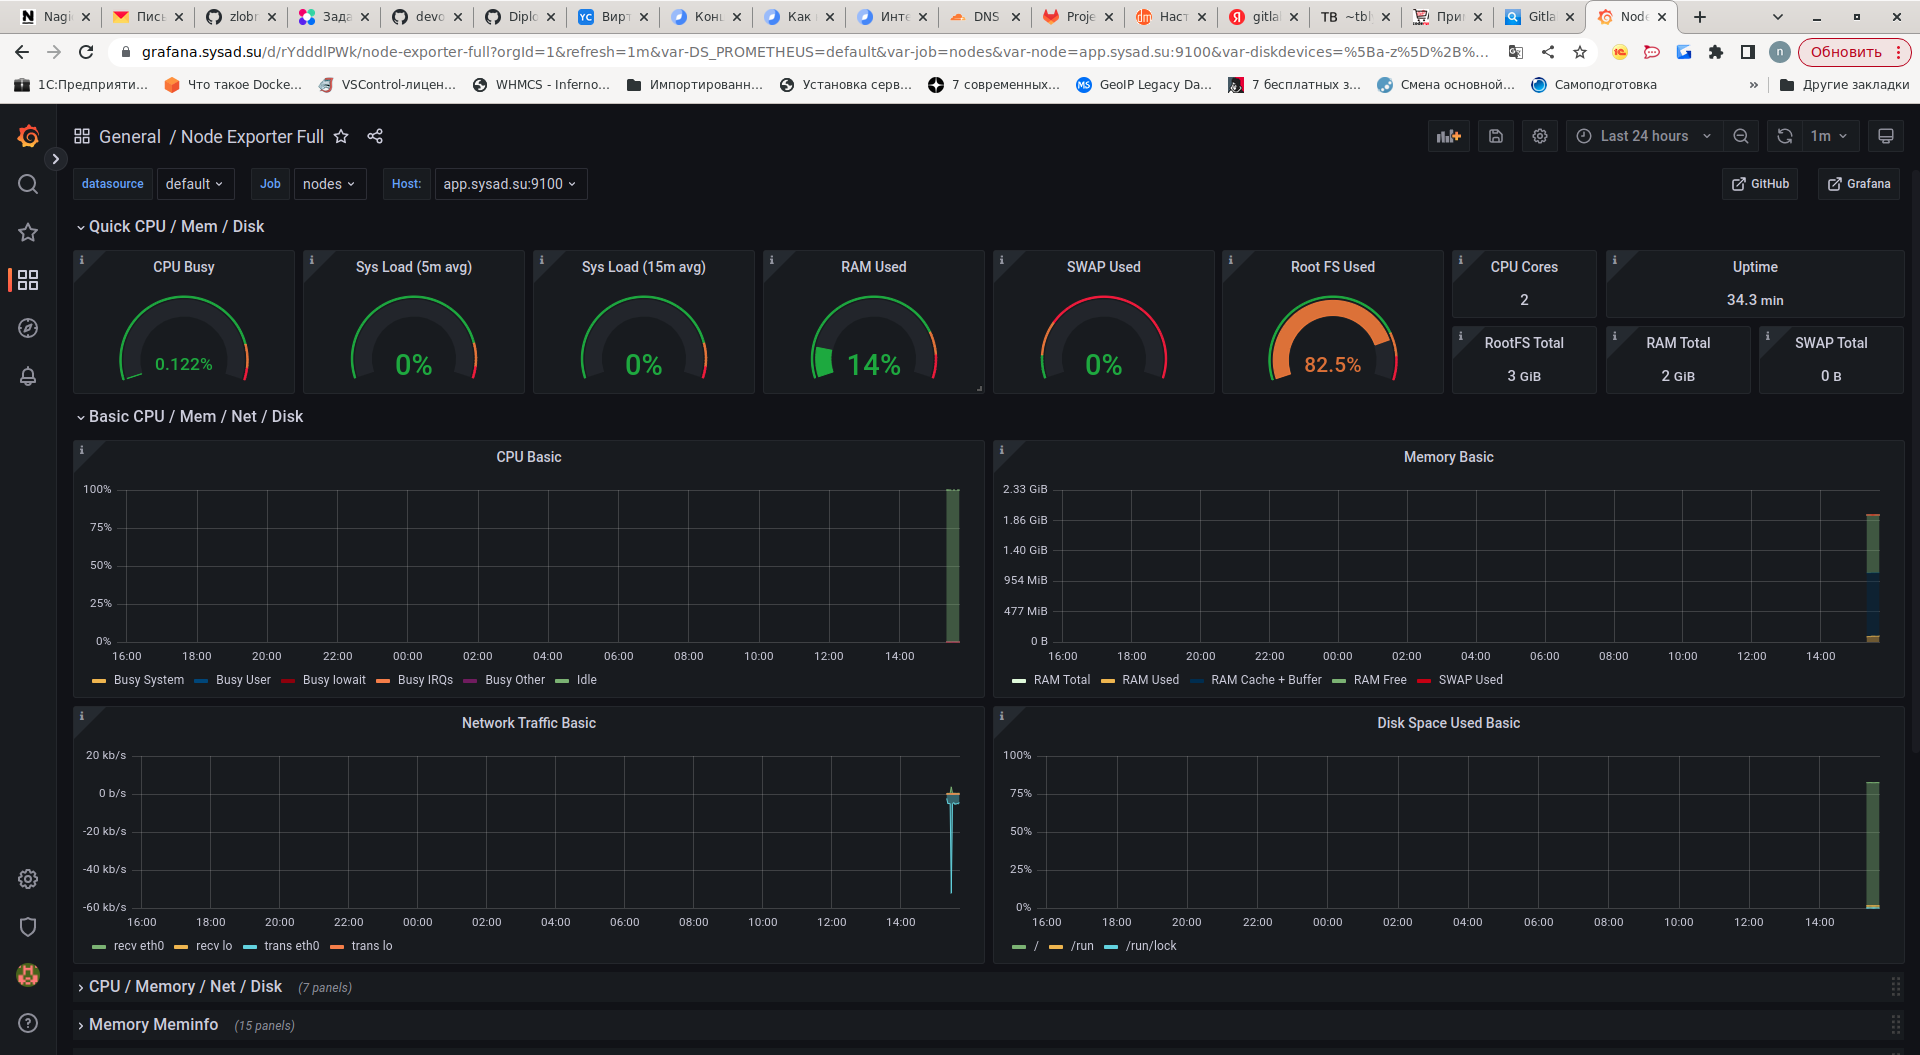 Nagi
Пись
zlobr
Зада
devo
Diplo
Вирт
Конц
Как і
Инте
DNS
Proje
Наст
gitla
~tbl
При
Gitla
Node
grafana.sysad.su/d/rYdddlPWk/node-exporter-full?orgId=1&refresh=1m&var-DS_PROMETHEUS=default&var-job=nodes&var-node=app.sysad.su:9100&var-diskdevices=%5Ba-z%5D%2B%...
Обновить
1С:Предприяти...
Что такое Docke...
VSControl-лицен...
WHMCS - Inferno...
Импортированн...
Установка серв...
7 современных...
GeoIP Legacy Da...
7 бесплатных з...
Смена основной...
Самоподготовка
»
Другие закладки
General / Node Exporter Full
Last 24 hours
1m
datasource default
Job nodes
Host: app.sysad.su:9100
GitHub
Grafana
Quick CPU / Mem / Disk
CPU Busy
0.122%
Sys Load (5m avg)
0%
Sys Load (15m avg)
0%
RAM Used
14%
SWAP Used
0%
Root FS Used
82.5%
CPU Cores
2
Uptime
34.3 min
RootFS Total
3 GiB
RAM Total
2 GiB
SWAP Total
0 B
Basic CPU / Mem / Net / Disk
CPU Basic
100%
75%
50%
25%
0%
16:00 18:00 20:00 22:00 00:00 02:00 04:00 06:00 08:00 10:00 12:00 14:00
Busy System Busy User Busy Iowait Busy IRQs Busy Other Idle
Memory Basic
2.33 GiB
1.86 GiB
1.40 GiB
954 MiB
477 MiB
0 B
16:00 18:00 20:00 22:00 00:00 02:00 04:00 06:00 08:00 10:00 12:00 14:00
RAM Total RAM Used RAM Cache + Buffer RAM Free SWAP Used
Network Traffic Basic
20 kb/s
0 b/s
-20 kb/s
-40 kb/s
-60 kb/s
16:00 18:00 20:00 22:00 00:00 02:00 04:00 06:00 08:00 10:00 12:00 14:00
recv eth0 recv lo trans eth0 trans lo
Disk Space Used Basic
100%
75%
50%
25%
0%
16:00 18:00 20:00 22:00 00:00 02:00 04:00 06:00 08:00 10:00 12:00 14:00
/ /run /run/lock
CPU / Memory / Net / Disk (7 panels)
Memory Meminfo (15 panels)